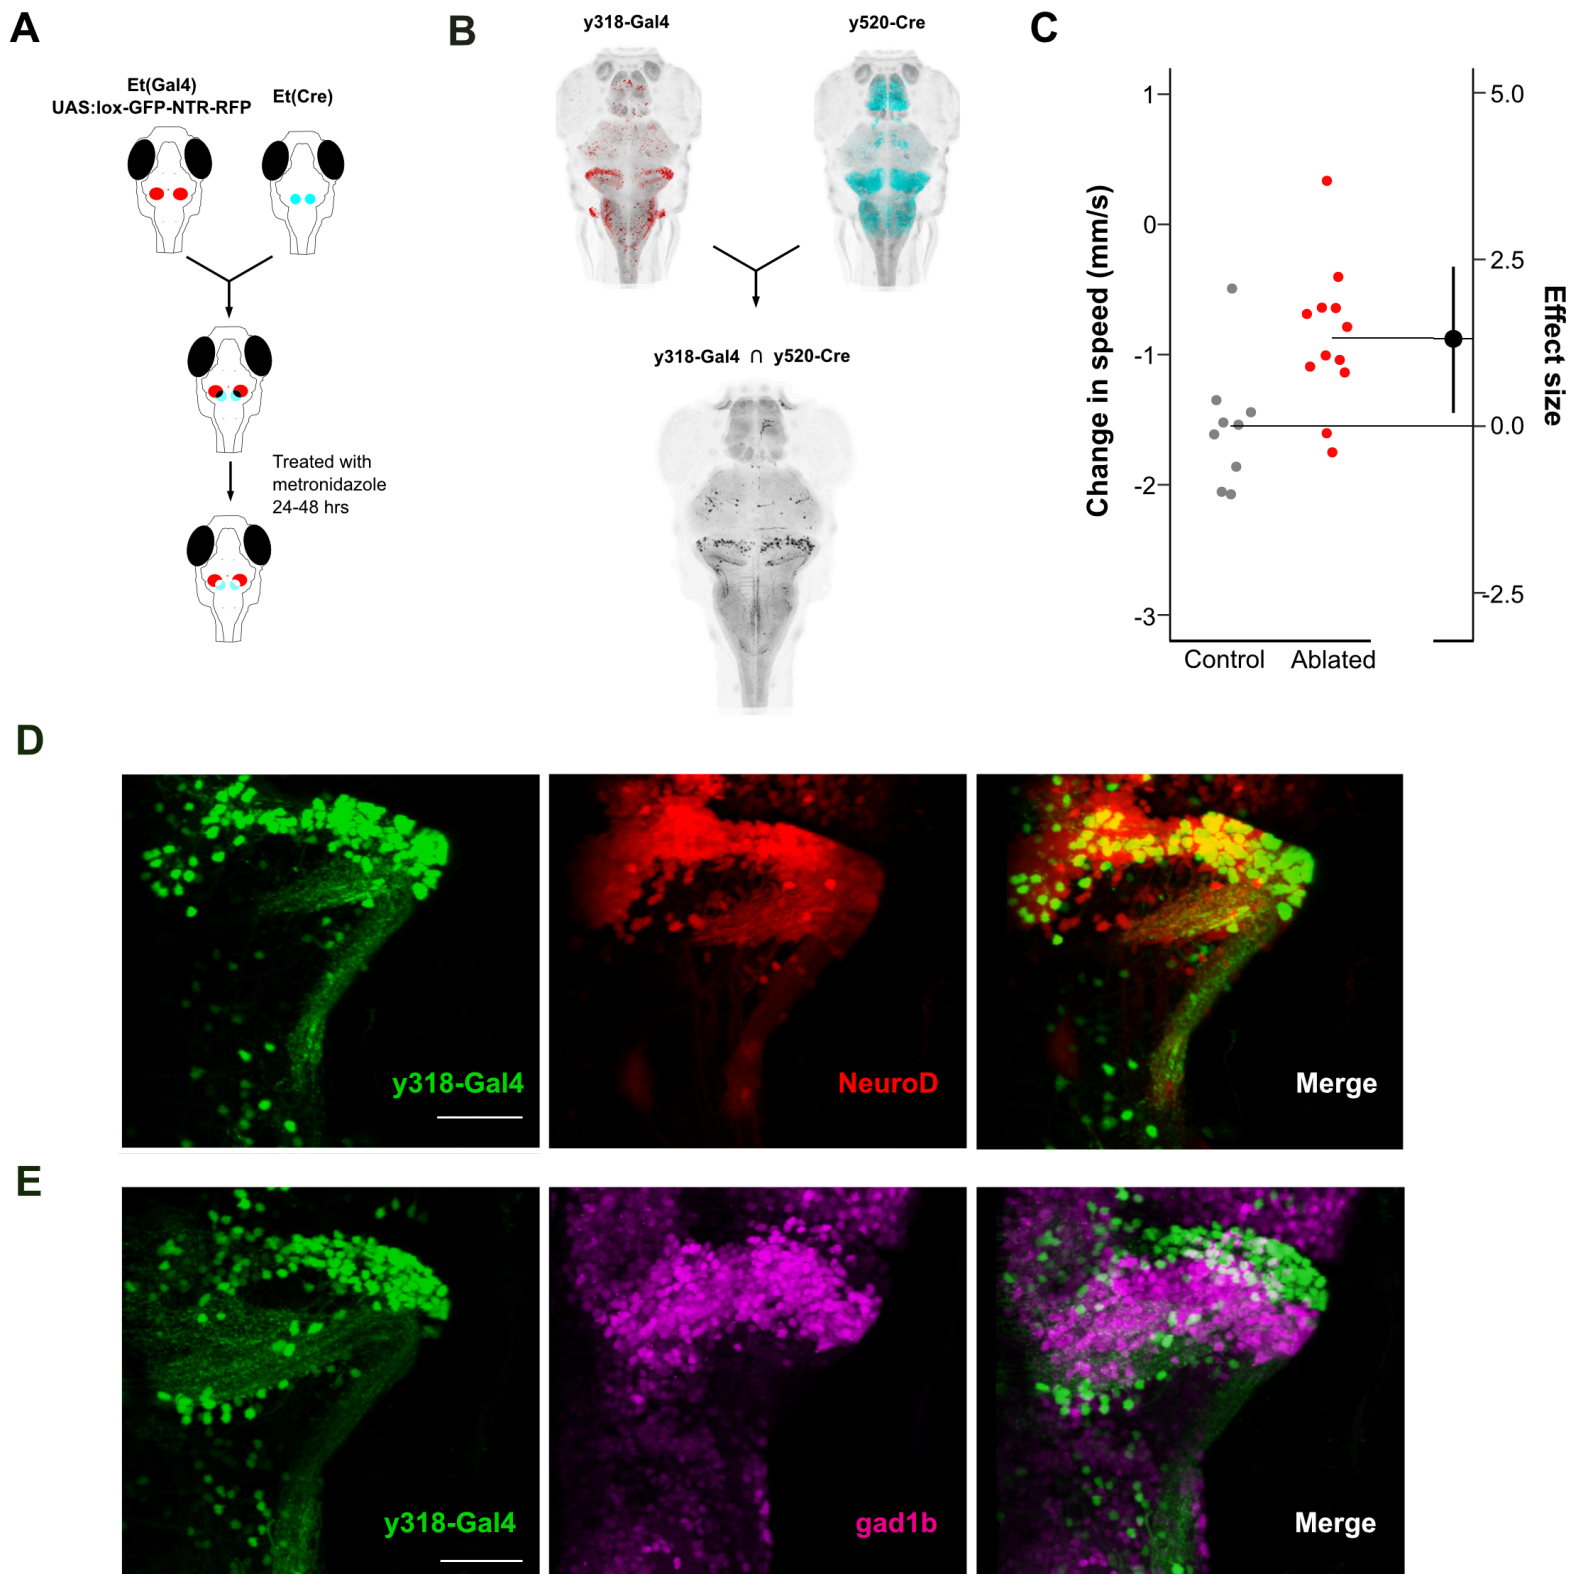 A
Et(Gal4)
UAS:lox-GFP-NTR-RFP
Et(Cre)
Treated with
metronidazole
24-48 hrs
B
y318-Gal4
y520-Cre
y318-Gal4 ∩ y520-Cre
C
Change in speed (mm/s)
1
0
-1
-2
-3
Control
Ablated
5.0
2.5
0.0
-2.5
Effect size
D
y318-Gal4
NeuroD
Merge
E
y318-Gal4
gad1b
Merge